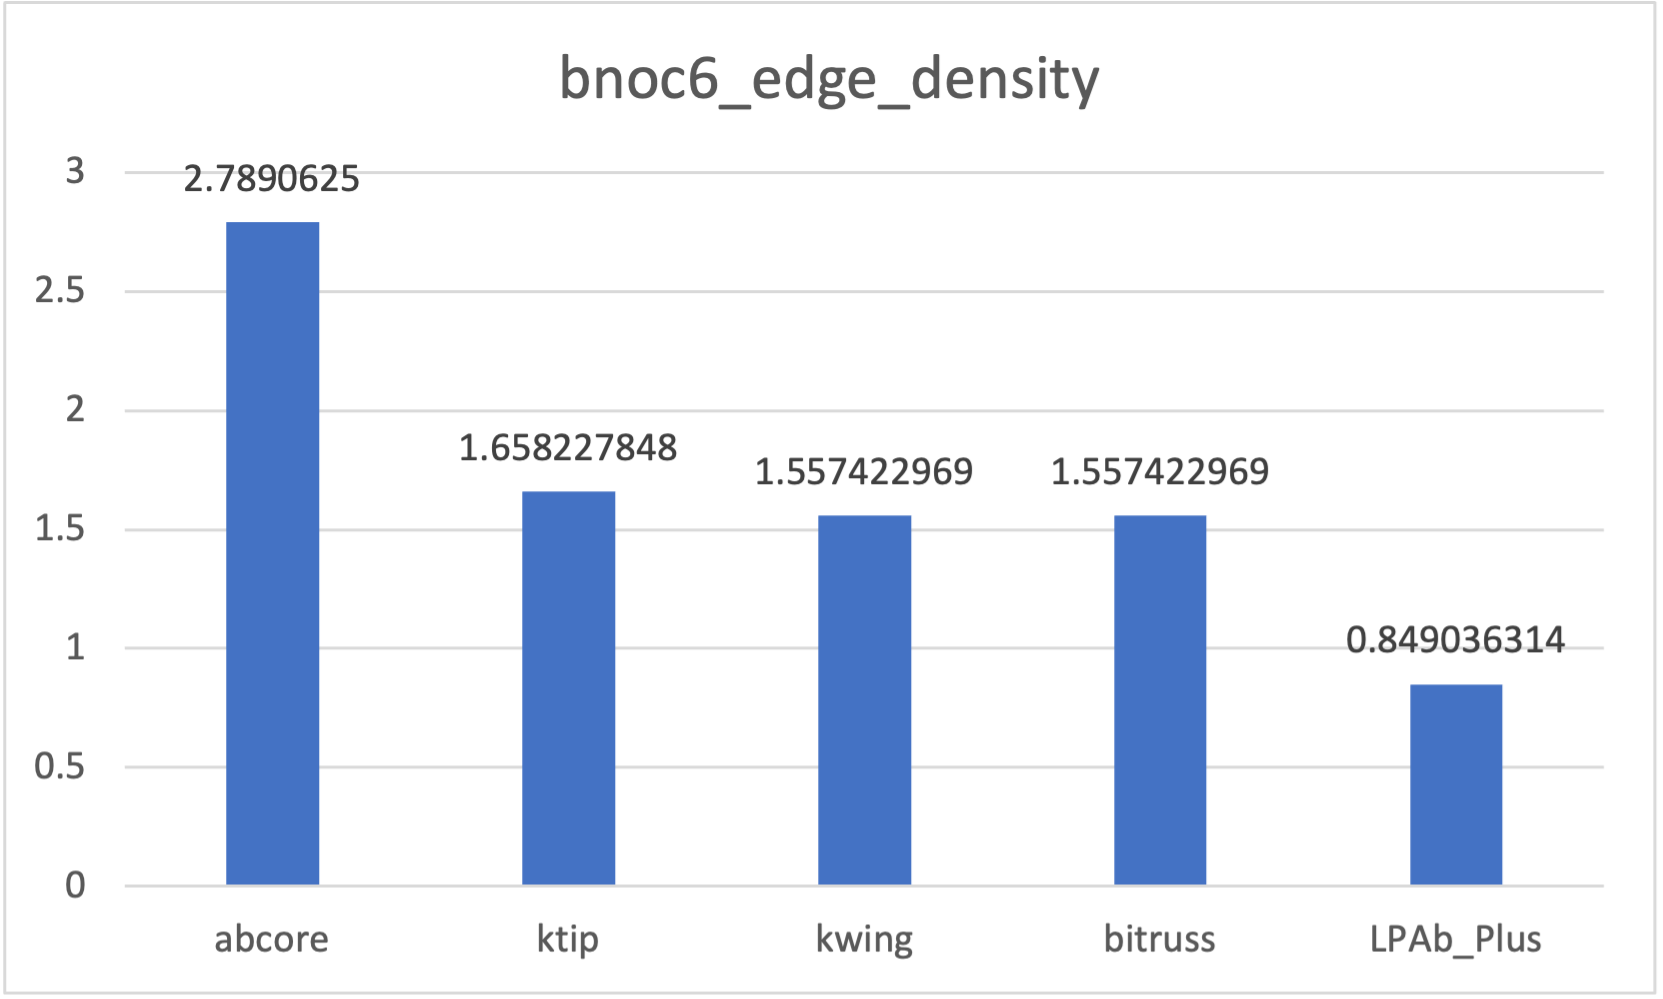 bnoc6_edge_density
3
2.5
2
1.5
1
0.5
0
2.7890625
1.658227848
1.557422969
1.557422969
0.849036314
abcore
ktip
kwing
bitruss
LPAb_Plus